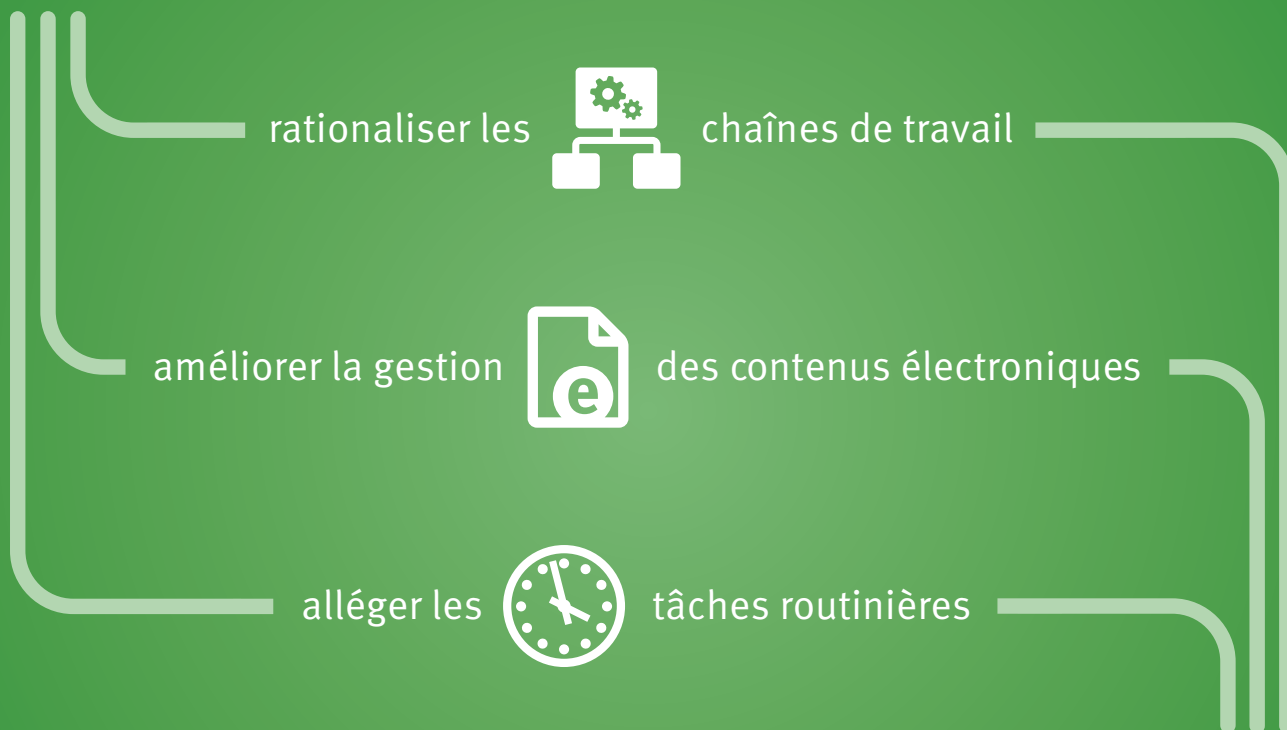 rationaliser les chaînes de travail
améliorer la gestion e des contenus électroniques
alléger les tâches routinières